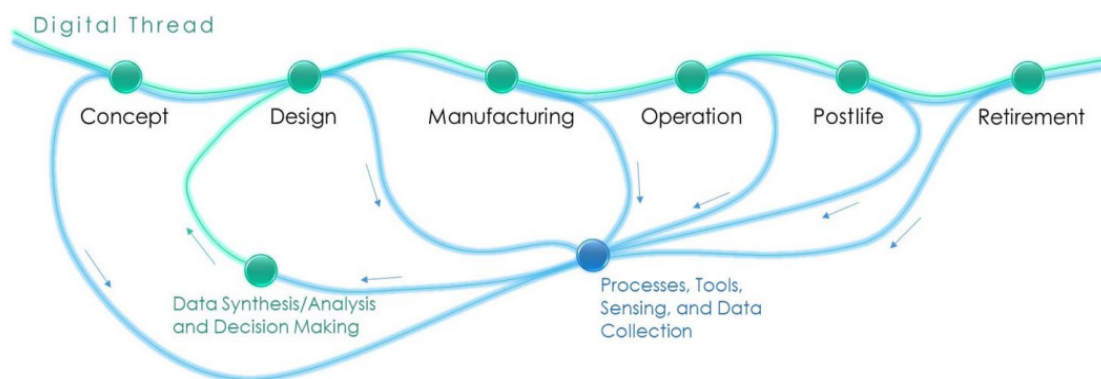 Digital Thread
Concept
Design
Manufacturing
Operation
Postlife
Retirement
Data Synthesis/Analysis
and Decision Making
Processes, Tools,
Sensing, and Data
Collection